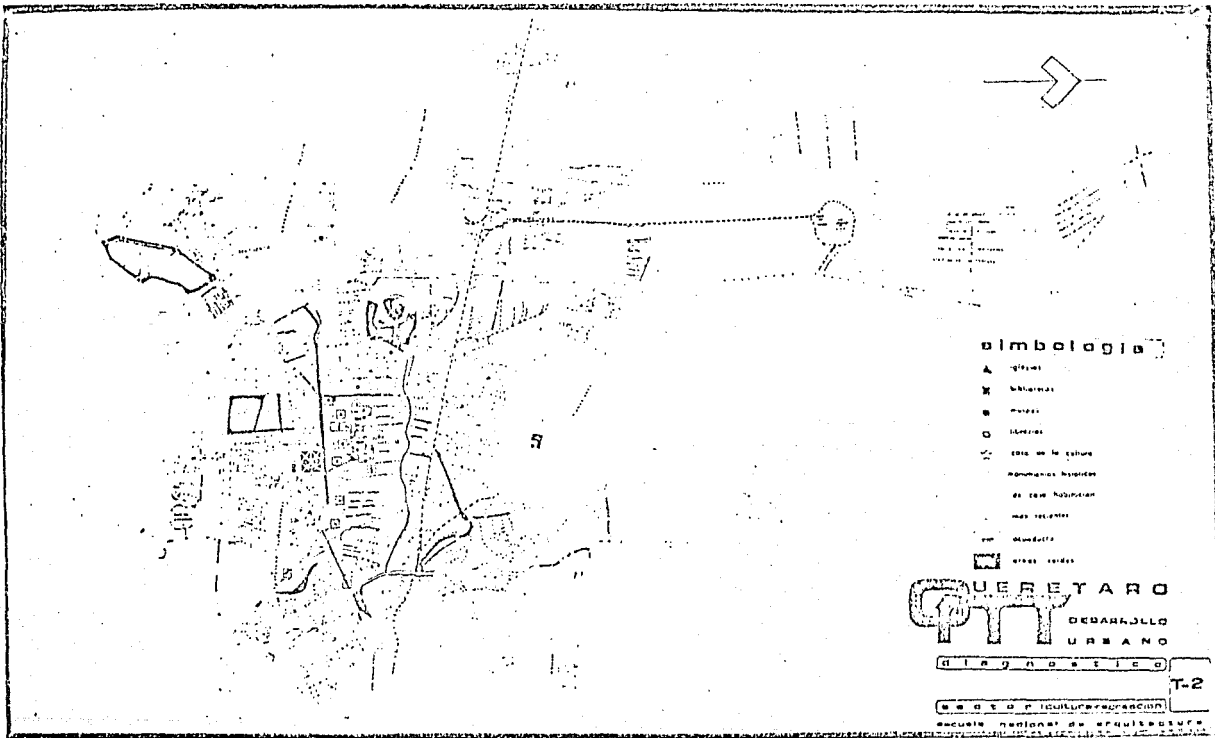 simbologia
iglesias
bibliotecas
museos
librerias
casa de la cultura
monumentos historicos
de casa habitacion
mas recientes
acueducto
areas verdes
QUERETARO
DESARROLLO
URBANO
diagnostico
T-2
sector cultura-recreacion
escuela nacional de arquitectura